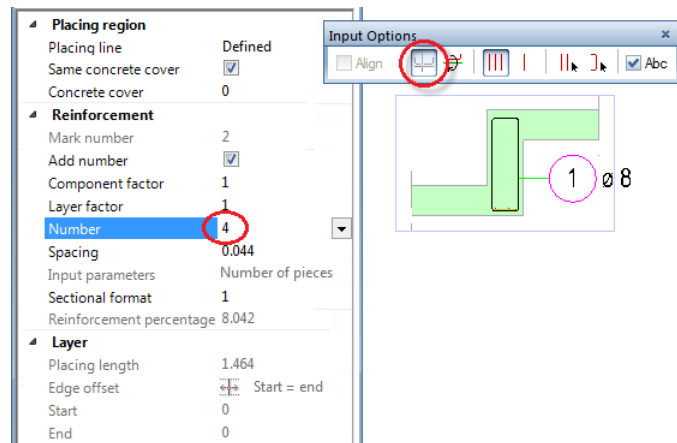 Placing region
Placing line Defined
Same concrete cover
Concrete cover 0
Reinforcement
Mark number 2
Add number
Component factor 1
Layer factor 1
Number 4
Spacing 0.044
Input parameters Number of pieces
Sectional format 1
Reinforcement percentage 8.042
Layer
Placing length 1.464
Edge offset Start = end
Start 0
End 0
Input Options
Align
Abc
1 ø 8